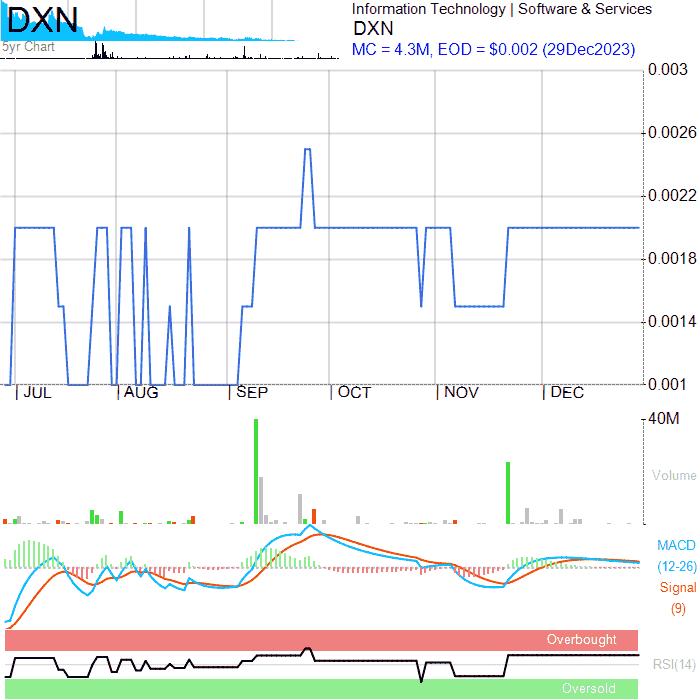 DXN
5yr Chart
Information Technology | Software & Services
DXN
MC = 4.3M, EOD = $0.002 (29Dec2023)
0.003
0.0026
0.0022
0.0018
0.0014
0.001
JUL AUG SEP OCT NOV DEC
40M
Volume
MACD
(12-26)
Signal
(9)
Overbought
RSI(14)
Oversold